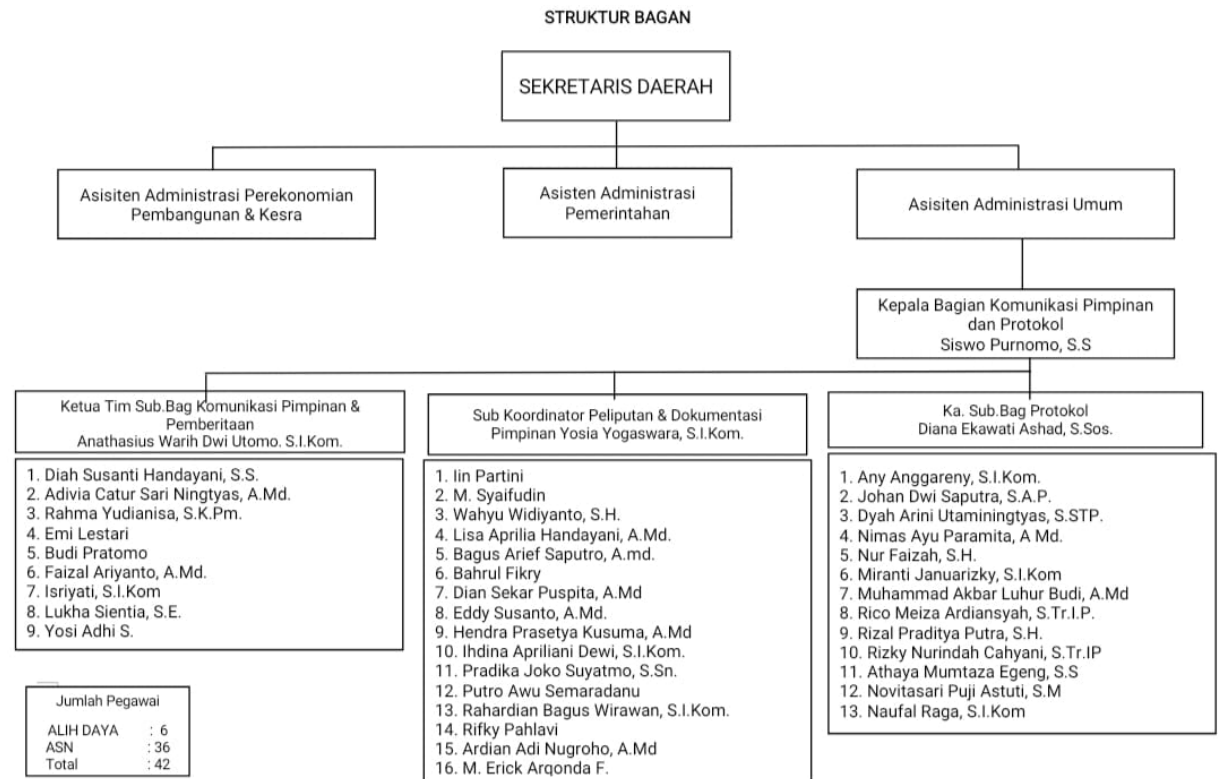 STRUKTUR BAGAN
SEKRETARIS DAERAH
Asisiten Administrasi Perekonomian
Pembangunan & Kesra
Asisten Administrasi
Pemerintahan
Asisiten Administrasi Umum
Kepala Bagian Komunikasi Pimpinan
dan Protokol
Siswo Purnomo, S.S
Ketua Tim Sub.Bag Komunikasi Pimpinan &
Pemberitaan
Anathasius Warih Dwi Utomo. S.I.Kom.
1. Diah Susanti Handayani, S.S.
2. Adivia Catur Sari Ningtyas, A.Md.
3. Rahma Yudianisa, S.K.Pm.
4. Emi Lestari
5. Budi Pratomo
6. Faizal Ariyanto, A.Md.
7. Isriyati, S.I.Kom
8. Lukha Sientia, S.E.
9. Yosi Adhi S.
Sub Koordinator Peliputan & Dokumentasi
Pimpinan Yosia Yogaswara, S.I.Kom.
1. Iin Partini
2. M. Syaifudin
3. Wahyu Widiyanto, S.H.
4. Lisa Aprilia Handayani, A.Md.
5. Bagus Arief Saputro, A.md.
6. Bahrul Fikry
7. Dian Sekar Puspita, A.Md
8. Eddy Susanto, A.Md.
9. Hendra Prasetya Kusuma, A.Md
10. Ihdina Apriliani Dewi, S.I.Kom.
11. Pradika Joko Suyatmo, S.Sn.
12. Putro Awu Semaradanu
13. Rahardian Bagus Wirawan, S.I.Kom.
14. Rifky Pahlavi
15. Ardian Adi Nugroho, A.Md
16. M. Erick Arqonda F.
Ka. Sub.Bag Protokol
Diana Ekawati Ashad, S.Sos.
1. Any Anggareny, S.I.Kom.
2. Johan Dwi Saputra, S.A.P.
3. Dyah Arini Utaminingtyas, S.STP.
4. Nimas Ayu Paramita, A Md.
5. Nur Faizah, S.H.
6. Miranti Januarizky, S.I.Kom
7. Muhammad Akbar Luhur Budi, A.Md
8. Rico Meiza Ardiansyah, S.Tr.I.P.
9. Rizal Praditya Putra, S.H.
10. Rizky Nurindah Cahyani, S.Tr.IP
11. Athaya Mumtaza Egeng, S.S
12. Novitasari Puji Astuti, S.M
13. Naufal Raga, S.I.Kom
Jumlah Pegawai
ALIH DAYA : 6
ASN : 36
Total : 42